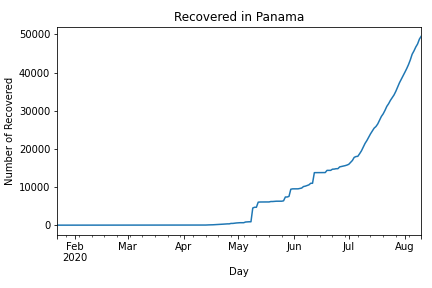 Recovered in Panama
Number of Recovered
50000
40000
30000
20000
10000
0
Feb Mar Apr May Jun Jul Aug
2020
Day